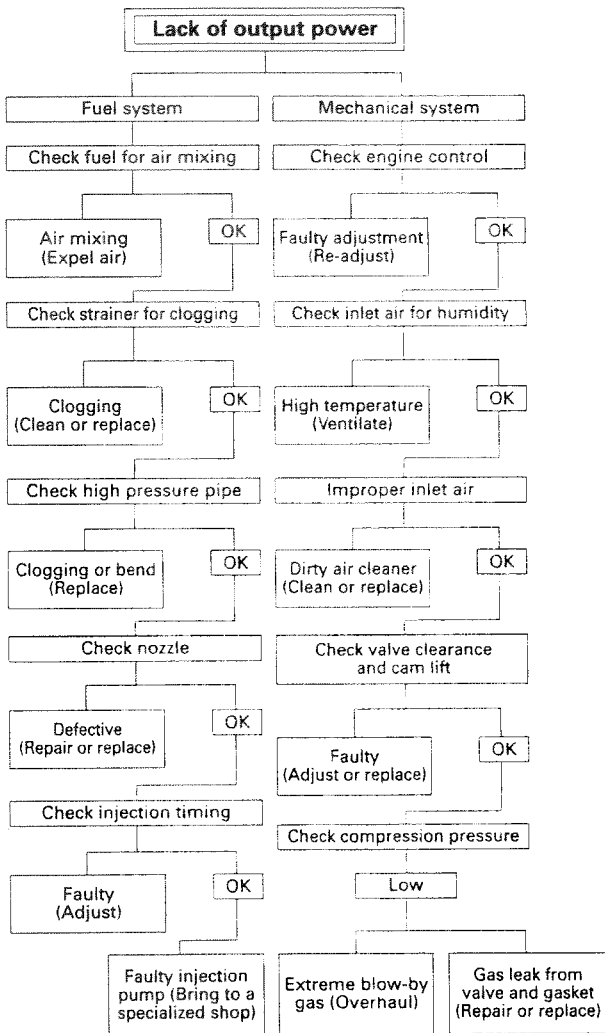 Lack of output power
Fuel system
Check fuel for air mixing
Air mixing
(Expel air)
OK
Check strainer for clogging
Clogging
(Clean or replace)
OK
Check high pressure pipe
Clogging or bend
(Replace)
OK
Check nozzle
Defective
(Repair or replace)
OK
Check injection timing
Faulty
(Adjust)
OK
Faulty injection
pump (Bring to a
specialized shop)
Mechanical system
Check engine control
Faulty adjustment
(Re-adjust)
OK
Check inlet air for humidity
High temperature
(Ventilate)
OK
Improper inlet air
Dirty air cleaner
(Clean or replace)
OK
Check valve clearance
and cam lift
Faulty
(Adjust or replace)
OK
Check compression pressure
Low
Extreme blow-by
gas (Overhaul)
Gas leak from
valve and gasket
(Repair or replace)